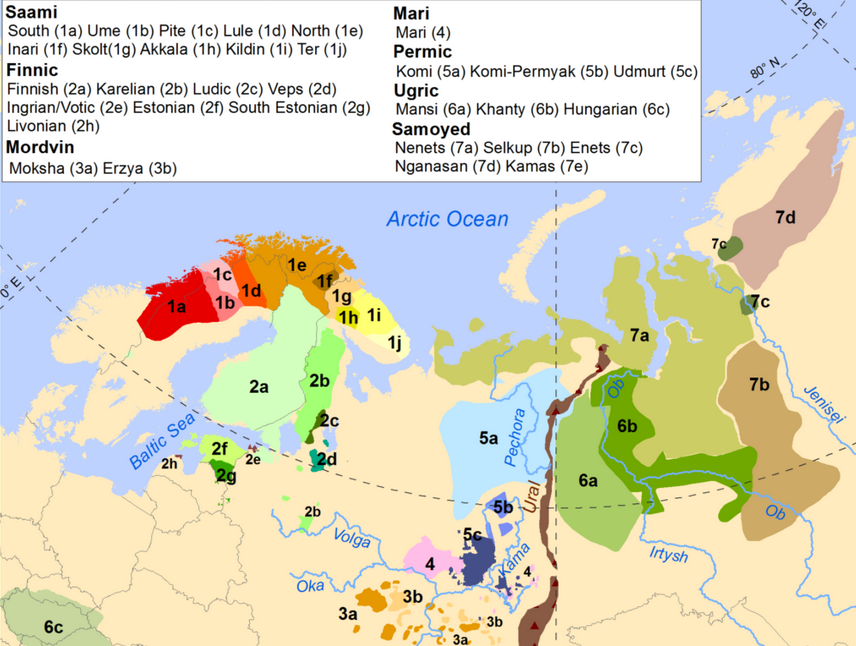 Saami
South (1a) Ume (1b) Pite (1c) Lule (1d) North (1e)
Inari (1f) Skolt(1g) Akkala (1h) Kildin (1i) Ter (1j)
Finnic
Finnish (2a) Karelian (2b) Ludic (2c) Veps (2d)
Ingrian/Votic (2e) Estonian (2f) South Estonian (2g)
Livonian (2h)
Mordvin
Moksha (3a) Erzya (3b)
Mari
Mari (4)
Permic
Komi (5a) Komi-Permyak (5b) Udmurt (5c)
Ugric
Mansi (6a) Khanty (6b) Hungarian (6c)
Samoyed
Nenets (7a) Selkup (7b) Enets (7c)
Nganasan (7d) Kamas (7e)
120° E
80° N
0° E
Arctic Ocean
7d
7c
7c
1e
1c
1f
1d
1a
1b
1g
1h
1i
1j
7a
2a
2b
7b
Jenisei
Ob
2c
Baltic Sea
5a
Pechora
6b
2f
2e
2h
2g
2d
6a
Ural
5b
2b
Ob
Volga
5c
Kama
Irtysh
4
4
Oka
3b
3a
3b
3a
6c